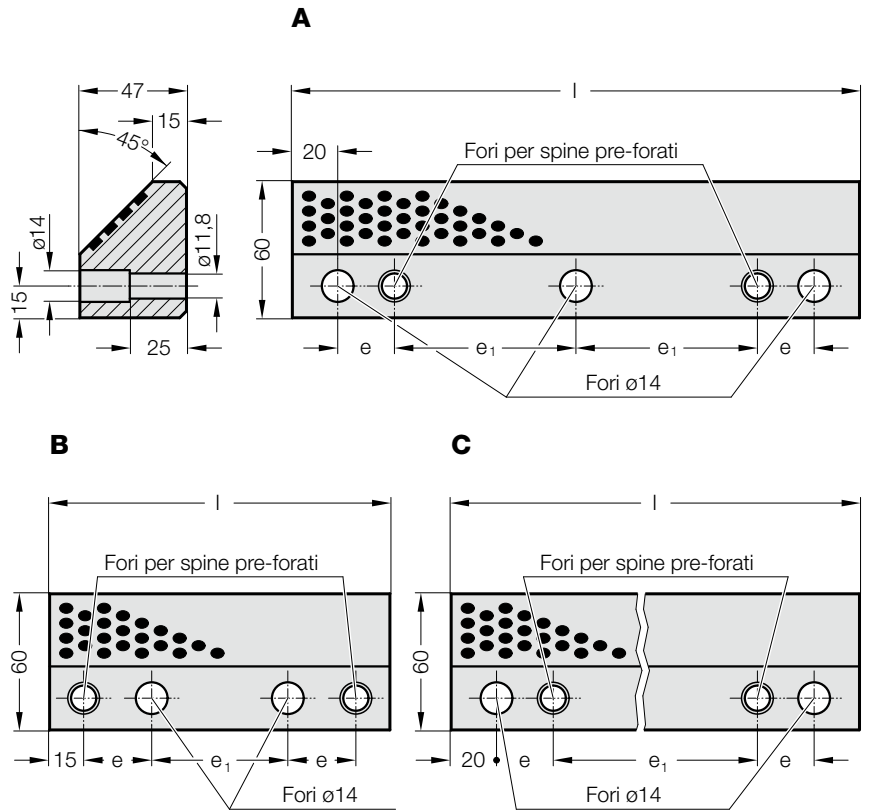 A
47
l
15
45°
20
Fori per spine pre-forati
ø14
ø11,8
60
15
25
e
e₁
e₁
e
Fori ø14
B
C
l
l
Fori per spine pre-forati
Fori per spine pre-forati
60
60
15
e
e₁
e
20
e
e₁
e
Fori ø14
Fori ø14